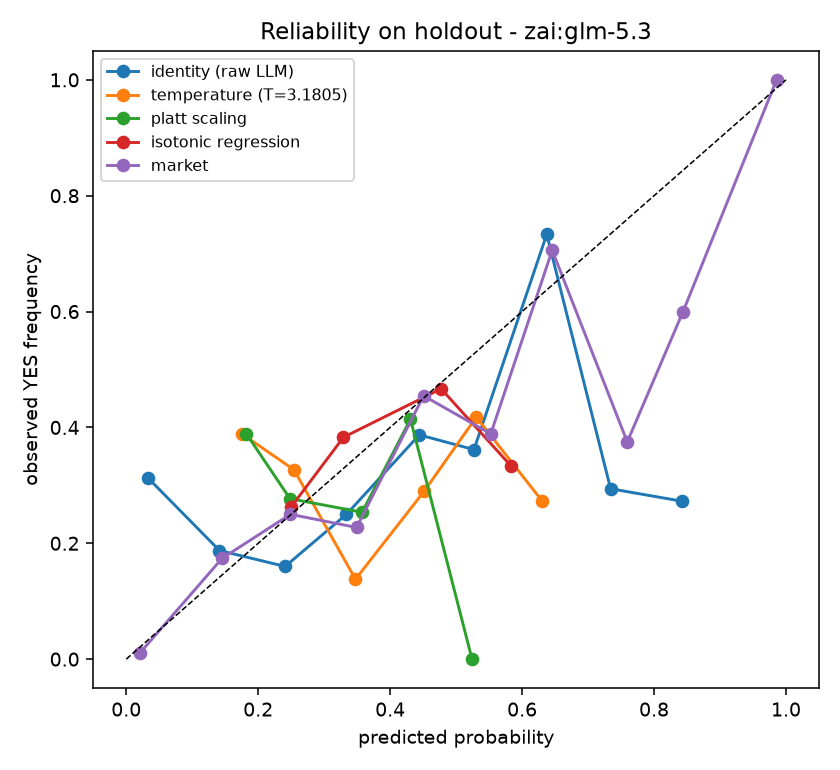 Reliability on holdout - zai:glm-5.3
identity (raw LLM)
temperature (T=3.1805)
platt scaling
isotonic regression
market
observed YES frequency
1.0
0.8
0.6
0.4
0.2
0.0
0.0 0.2 0.4 0.6 0.8 1.0
predicted probability